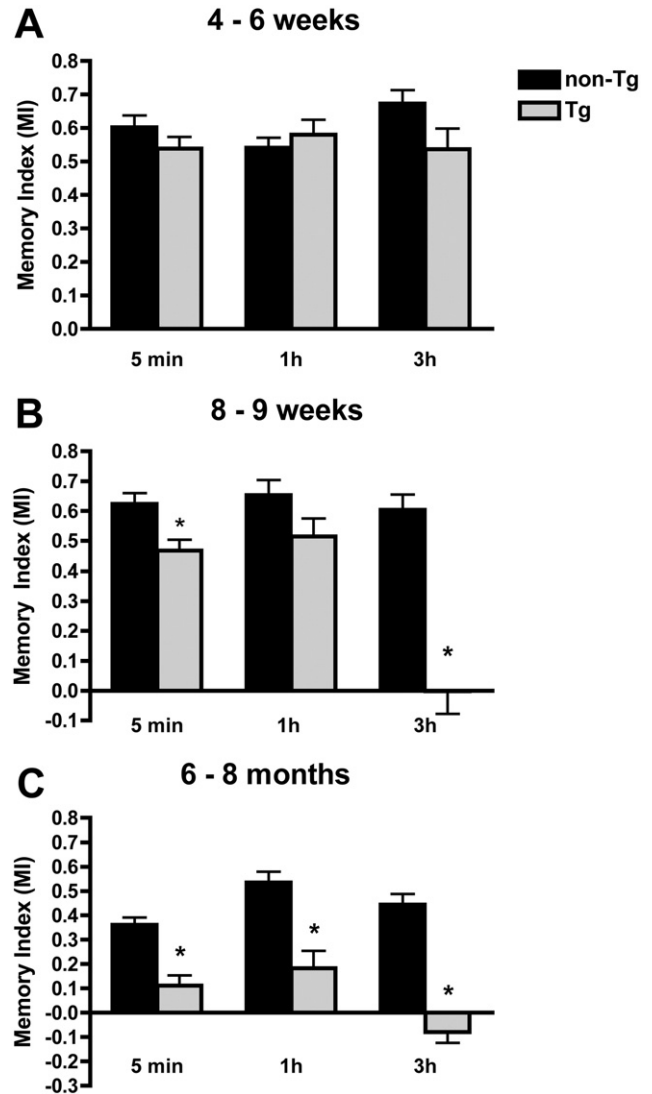 A
4 - 6 weeks
non-Tg
Tg
Memory Index (MI)
0.8
0.7
0.6
0.5
0.4
0.3
0.2
0.1
0.0
5 min 1h 3h
B
8 - 9 weeks
Memory Index (MI)
0.8
0.7
0.6
0.5
0.4
0.3
0.2
0.1
0.0
-0.1
* *
5 min 1h 3h
C
6 - 8 months
Memory Index (MI)
0.8
0.7
0.6
0.5
0.4
0.3
0.2
0.1
-0.0
-0.1
-0.2
-0.3
* * *
5 min 1h 3h